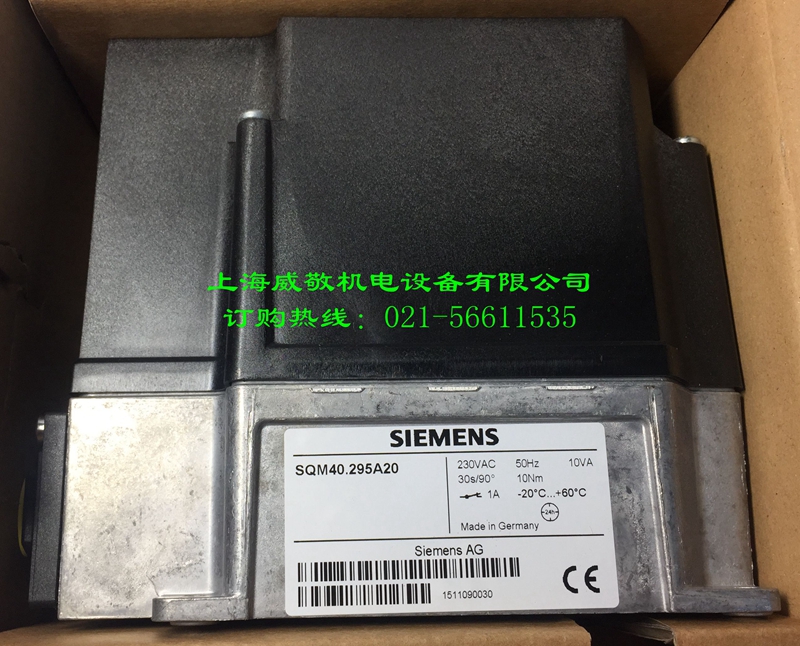 上海威敬机电设备有限公司
订购热线：021-56611535
SIEMENS
SQM40.295A20
230VAC 50Hz 10VA
30s/90° 10Nm
1A -20°C...+60°C
24h
Made in Germany
Siemens AG
1511090030
CE